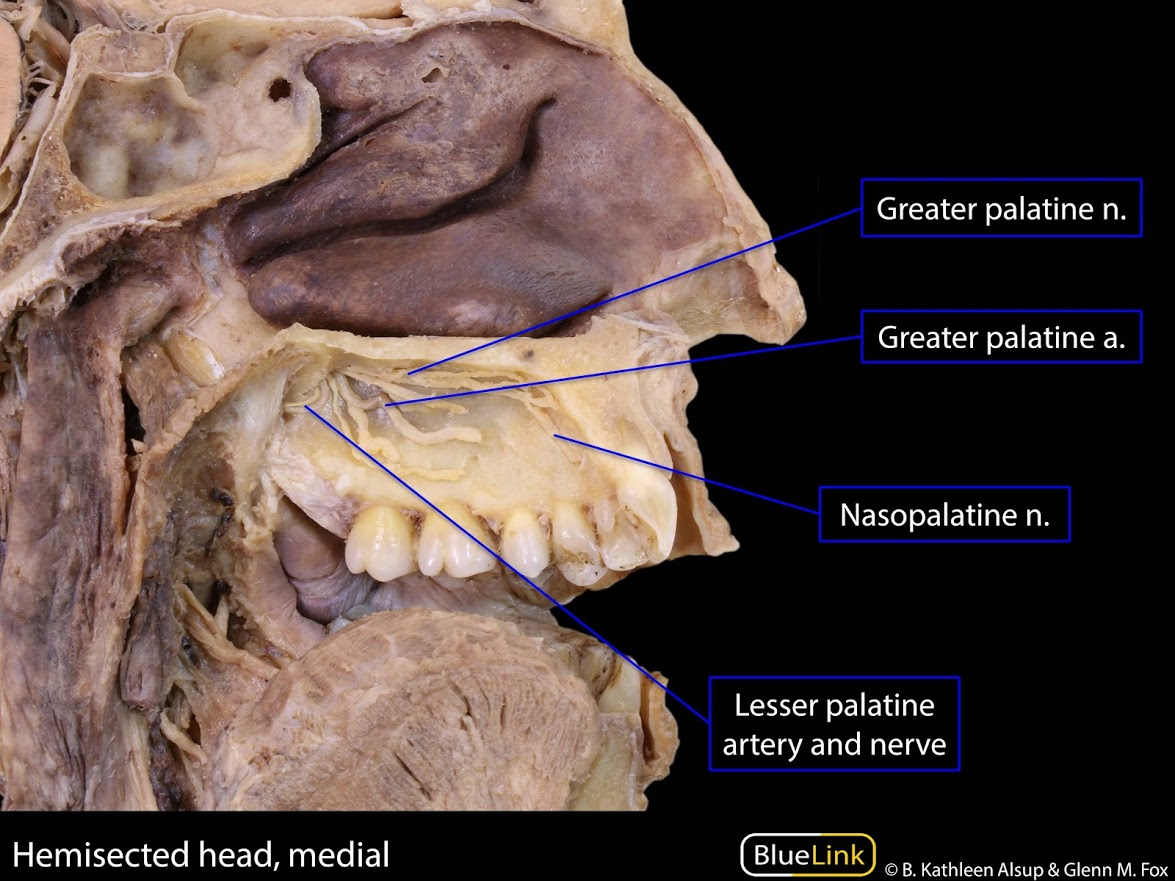 Greater palatine n.
Greater palatine a.
Nasopalatine n.
Lesser palatine
artery and nerve
Hemisected head, medial
BlueLink
© B. Kathleen Alsup & Glenn M. Fox